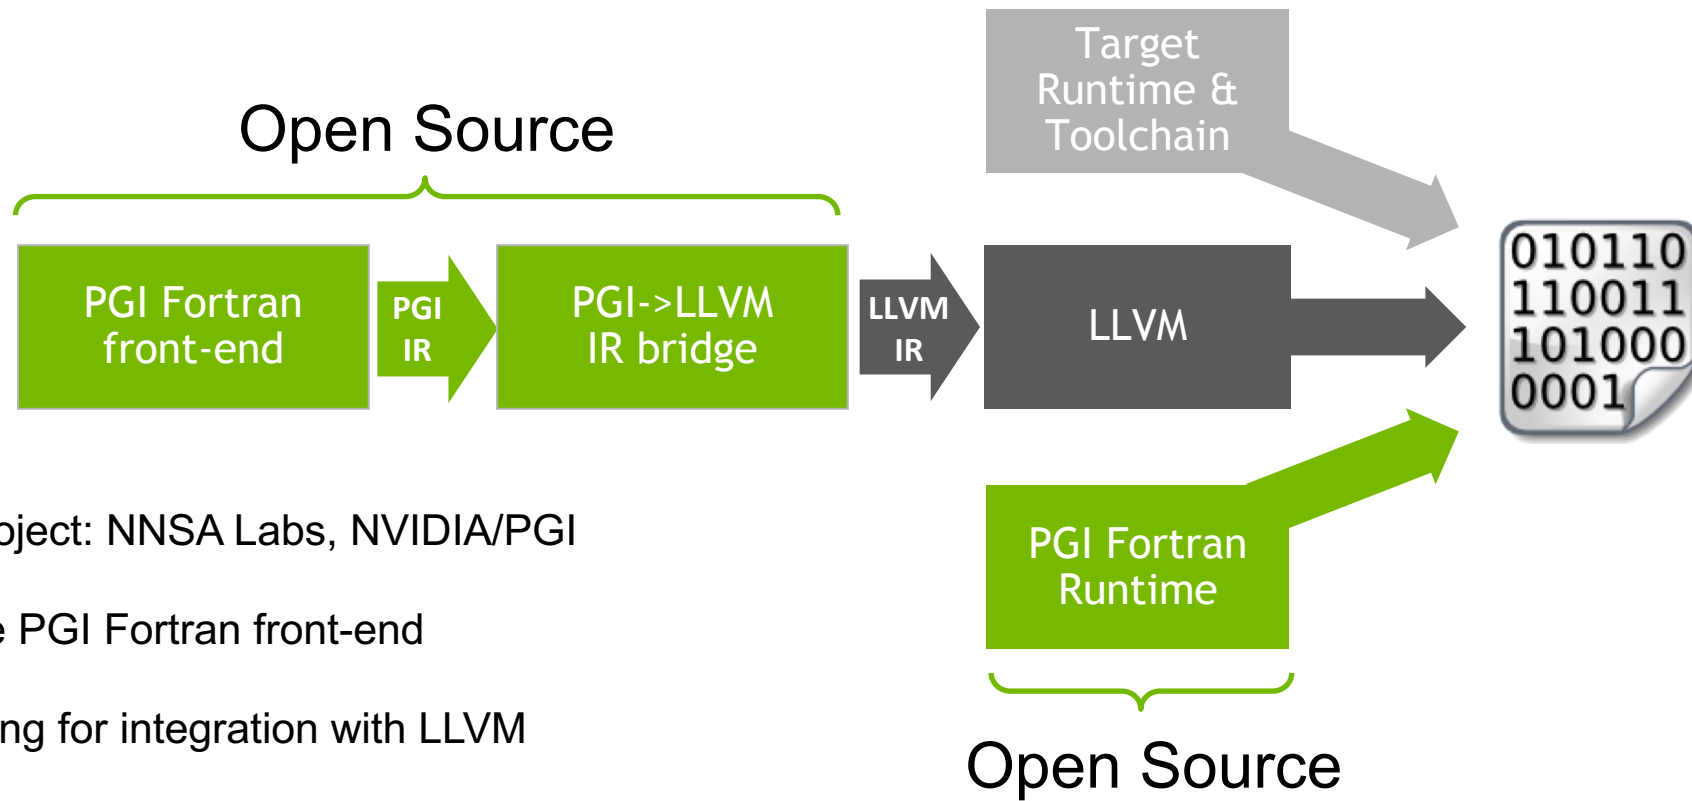 Target
Runtime &
Toolchain
Open Source
PGI Fortran
front-end
PGI
IR
PGI->LLVM
IR bridge
LLVM
IR
LLVM
010110
110011
101000
0001
oject: NNSA Labs, NVIDIA/PGI
e PGI Fortran front-end
ng for integration with LLVM
PGI Fortran
Runtime
Open Source